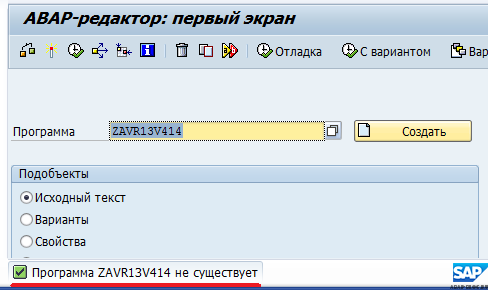 АВАР-редактор: первый экран
Отладка
С вариантом
Вар
Программа
ZAVR13V414
Создать
Подобъекты
Исходный текст
Варианты
Свойства
Программа ZAVR13V414 не существует
SAP